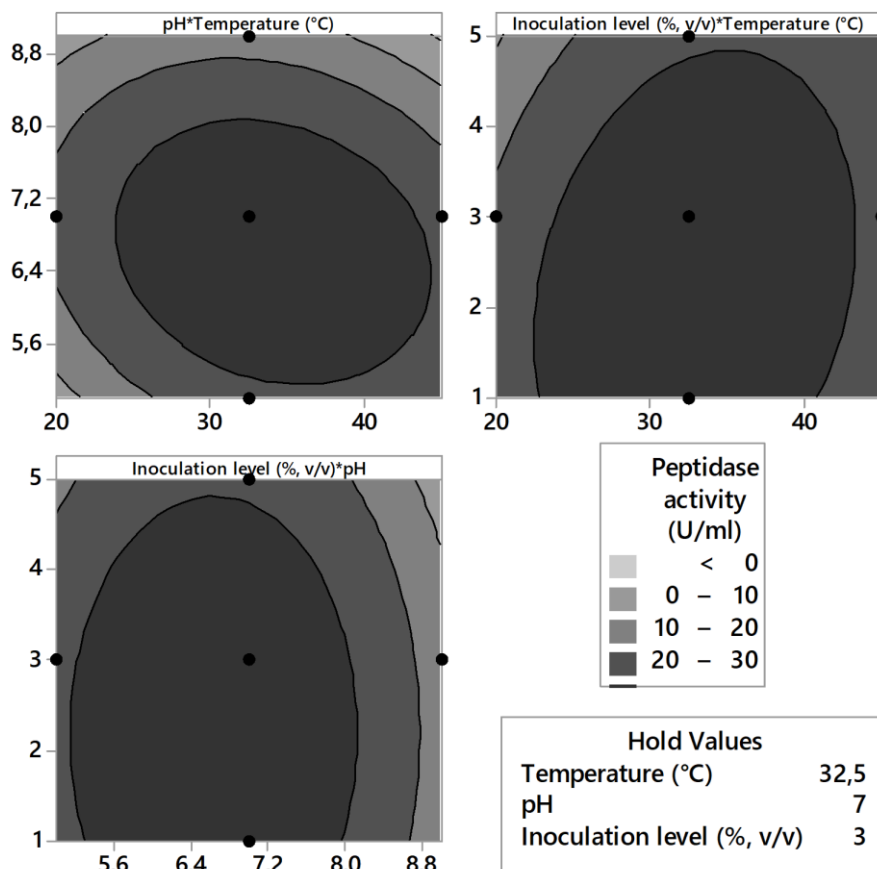 pH*Temperature (°C)
8,8
8,0
7,2
6,4
5,6
20 30 40
Inoculation level (%, v/v)*Temperature (°C)
5
4
3
2
1
20 30 40
Inoculation level (%, v/v)*pH
5
4
3
2
1
5,6 6,4 7,2 8,0 8,8
Peptidase
activity
(U/ml)
< 0
0 – 10
10 – 20
20 – 30
Hold Values
Temperature (°C) 32,5
pH 7
Inoculation level (%, v/v) 3